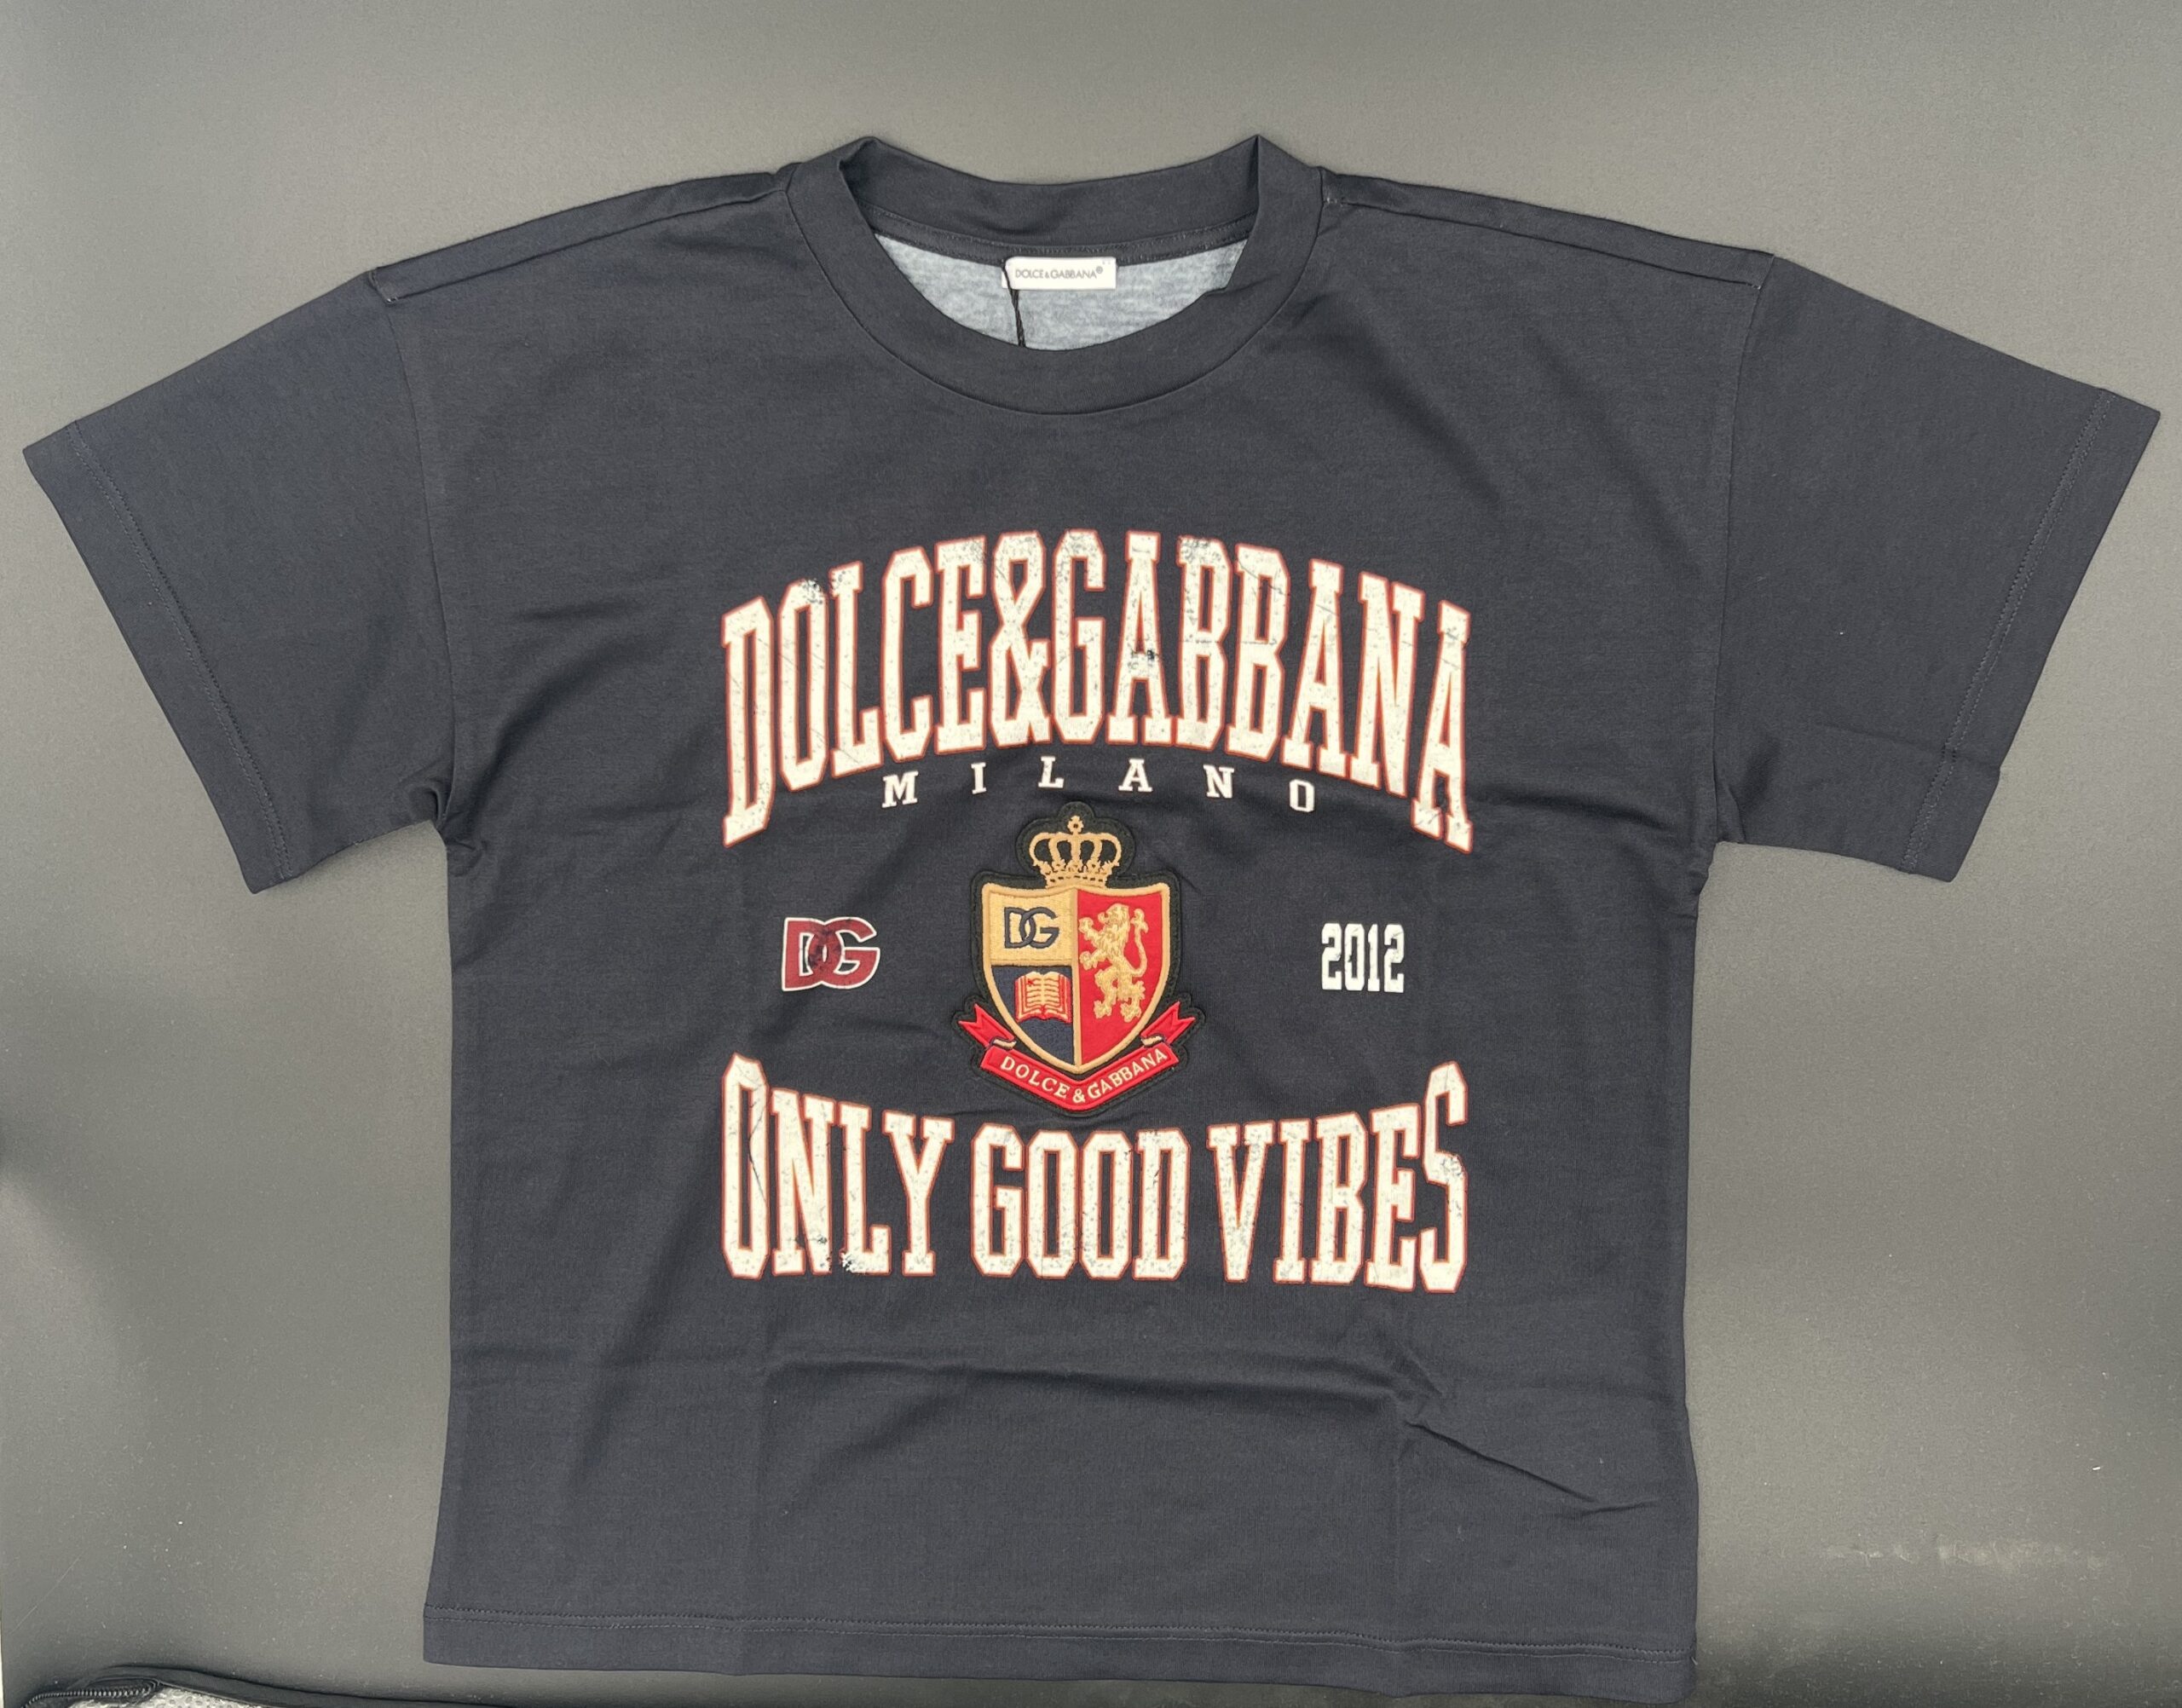 DOLCE&GABBANA®
DOLCE&GABBANA
MILANO
DG
DG
2012
DOLCE & GABBANA
ONLY GOOD VIBES